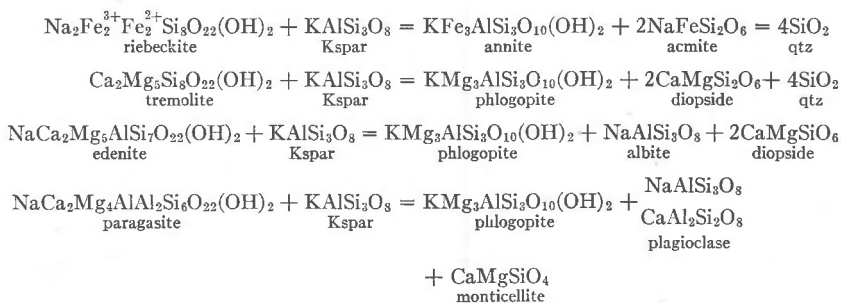 Na₂Fe₂³⁺Fe₂²⁺Si₈O₂₂(OH)₂ + KAlSi₃O₈ = KFe₃AlSi₃O₁₀(OH)₂ + 2NaFeSi₂O₆ = 4SiO₂
riebeckite Kspar annite acmite qtz
Ca₂Mg₅Si₈O₂₂(OH)₂ + KAlSi₃O₈ = KMg₃AlSi₃O₁₀(OH)₂ + 2CaMgSi₂O₆ + 4SiO₂
tremolite Kspar phlogopite diopside qtz
NaCa₂Mg₅AlSi₇O₂₂(OH)₂ + KAlSi₃O₈ = KMg₃AlSi₃O₁₀(OH)₂ + NaAlSi₃O₈ + 2CaMgSiO₆
edenite Kspar phlogopite albite diopside
NaCa₂Mg₄AlAl₂Si₆O₂₂(OH)₂ + KAlSi₃O₈ = KMg₃AlSi₃O₁₀(OH)₂ + NaAlSi₃O₈
CaAl₂Si₂O₈
paragasite Kspar phlogopite plagioclase
+ CaMgSiO₄
monticellite